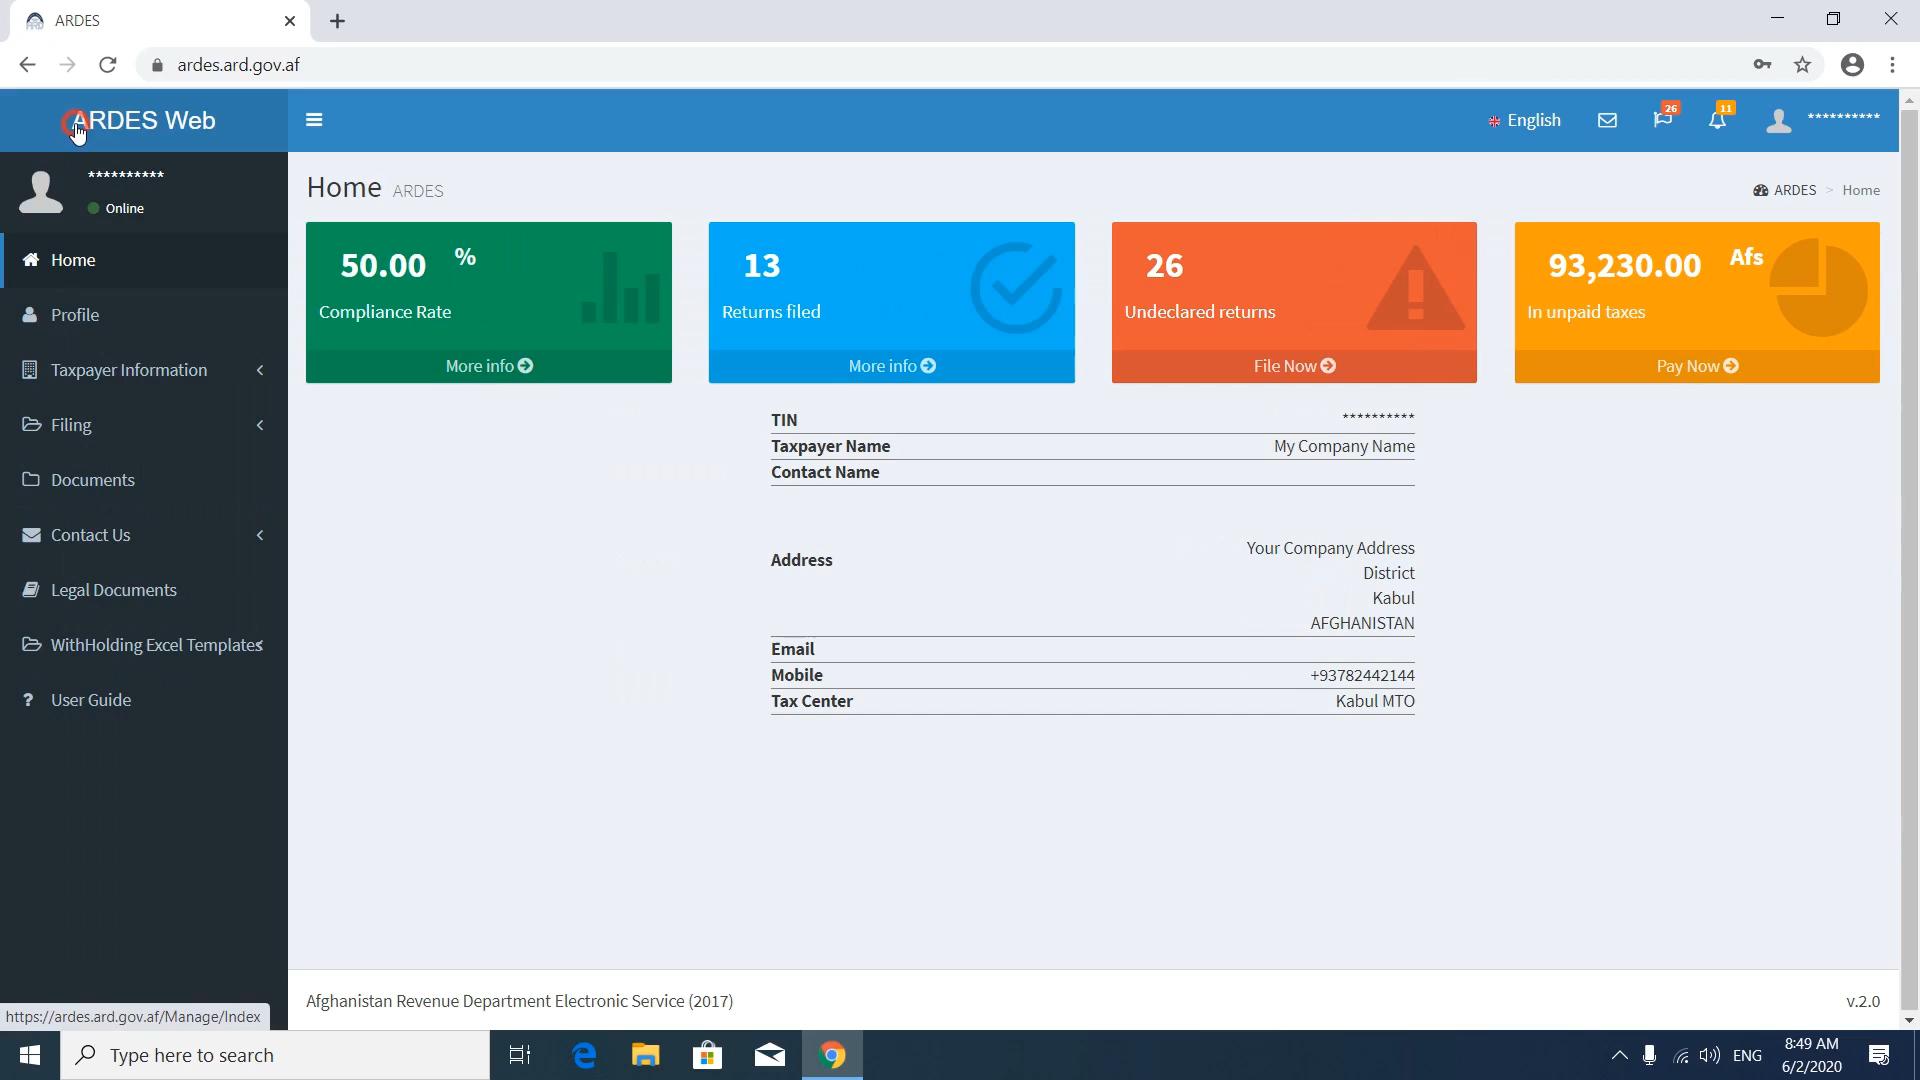 ARDES
ardes.ard.gov.af
ARDES Web
English
26
11
**********
**********
Online
Home
Profile
Taxpayer Information
Filing
Documents
Contact Us
Legal Documents
WithHolding Excel Templates
User Guide
Home ARDES
ARDES > Home
50.00 %
Compliance Rate
More info
13
Returns filed
More info
26
Undeclared returns
File Now
93,230.00 Afs
In unpaid taxes
Pay Now
TIN **********
Taxpayer Name My Company Name
Contact Name
Address
Your Company Address
District
Kabul
AFGHANISTAN
Email
Mobile +93782442144
Tax Center Kabul MTO
Afghanistan Revenue Department Electronic Service (2017)
v.2.0
https://ardes.ard.gov.af/Manage/Index
Type here to search
ENG
8:49 AM
6/2/2020